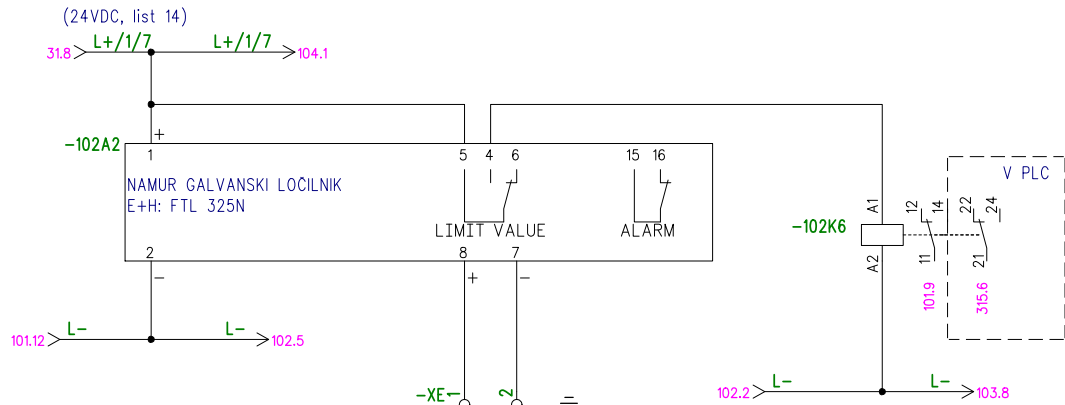 (24VDC, list 14)
L+/1/7 L+/1/7
31.8 104.1
-102A2 + 1 5 4 6 15 16
NAMUR GALVANSKI LOČILNIK
E+H: FTL 325N
LIMIT VALUE ALARM
2 8 7
- + -
L- L-
101.12 102.5
-XE 1 2
V PLC
A1 12 14 22 24
-102K6
A2 11 21
101.9 315.6
L- L-
102.2 103.8